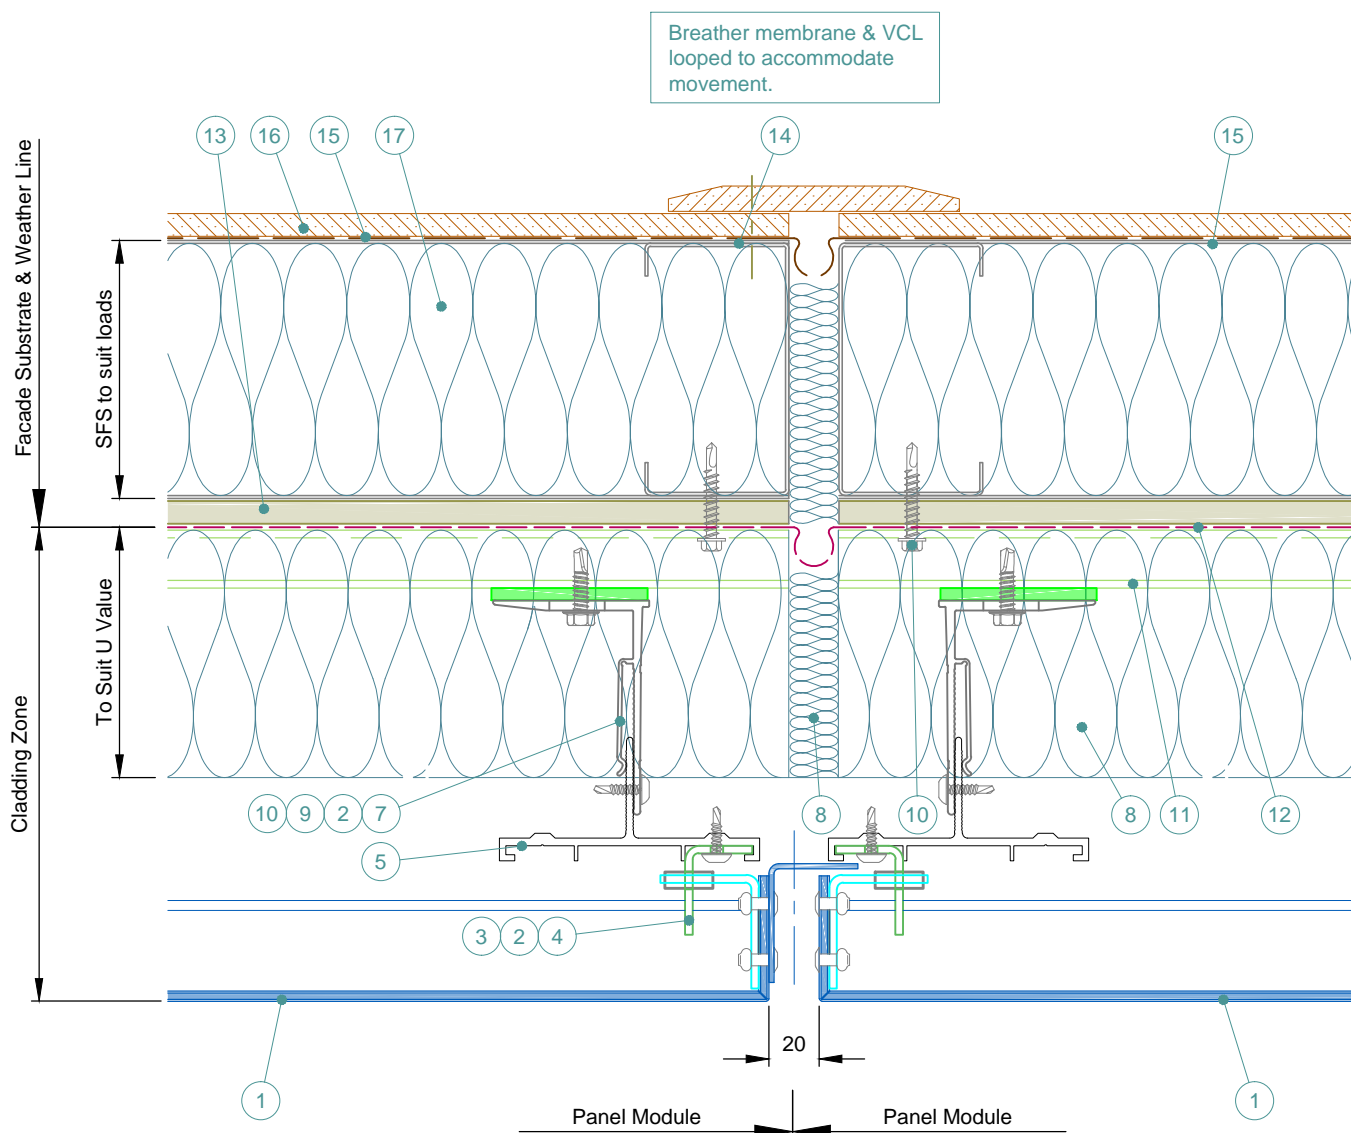 Breather membrane & VCL
looped to accommodate
movement.
13
16
15
17
14
15
Facade Substrate & Weather Line
SFS to suit loads
To Suit U Value
Cladding Zone
10
9
2
7
8
10
8
11
12
5
3
2
4
20
1
1
Panel Module
Panel Module